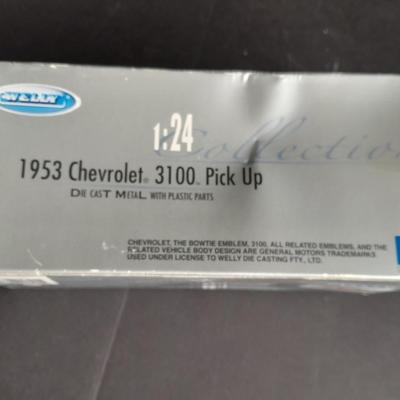 WELLY
1:24
Collection
1953 Chevrolet® 3100™ Pick Up
DIE CAST METAL WITH PLASTIC PARTS
CHEVROLET, THE BOWTIE EMBLEM, 3100, ALL RELATED EMBLEMS, AND THE
RELATED VEHICLE BODY DESIGN ARE GENERAL MOTORS TRADEMARKS
USED UNDER LICENSE TO WELLY DIE CASTING FTY., LTD.